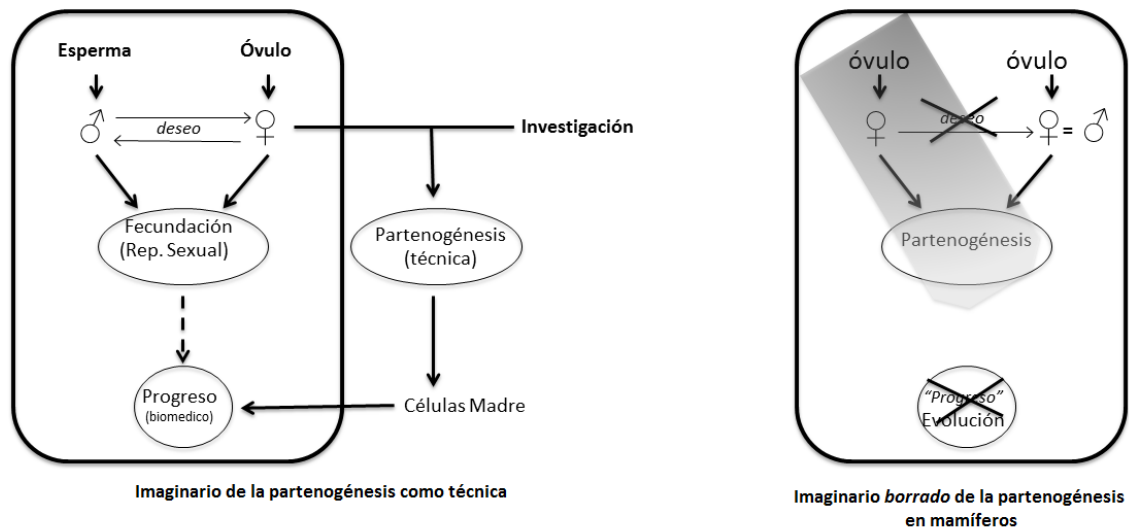 Esperma
Óvulo
deseo
Investigación
Fecundación
(Rep. Sexual)
Partenogénesis
(técnica)
Progreso
(biomedico)
Células Madre
Imaginario de la partenogénesis como técnica
óvulo
óvulo
deseo
=
Partenogénesis
“Progreso”
Evolución
Imaginario borrado de la partenogénesis
en mamíferos